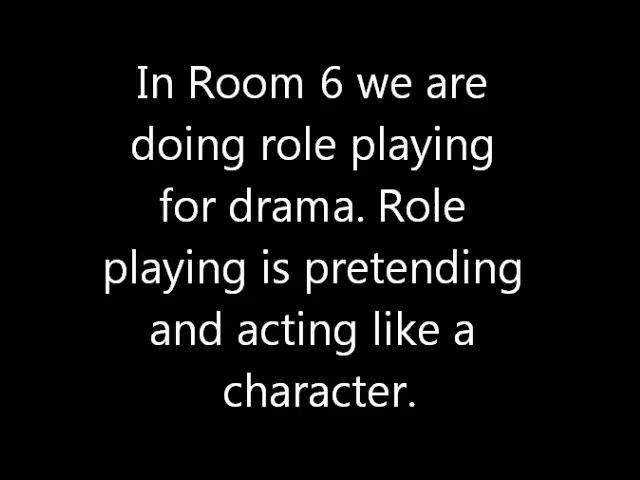 In Room 6 we are
doing role playing
for drama. Role
playing is pretending
and acting like a
character.